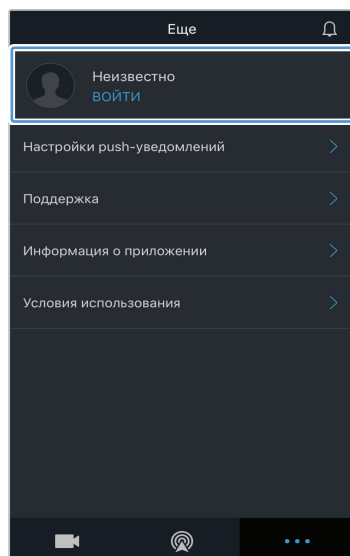 Еще
Неизвестно
ВОЙТИ
Настройки push-уведомлений
Поддержка
Информация о приложении
Условия использования